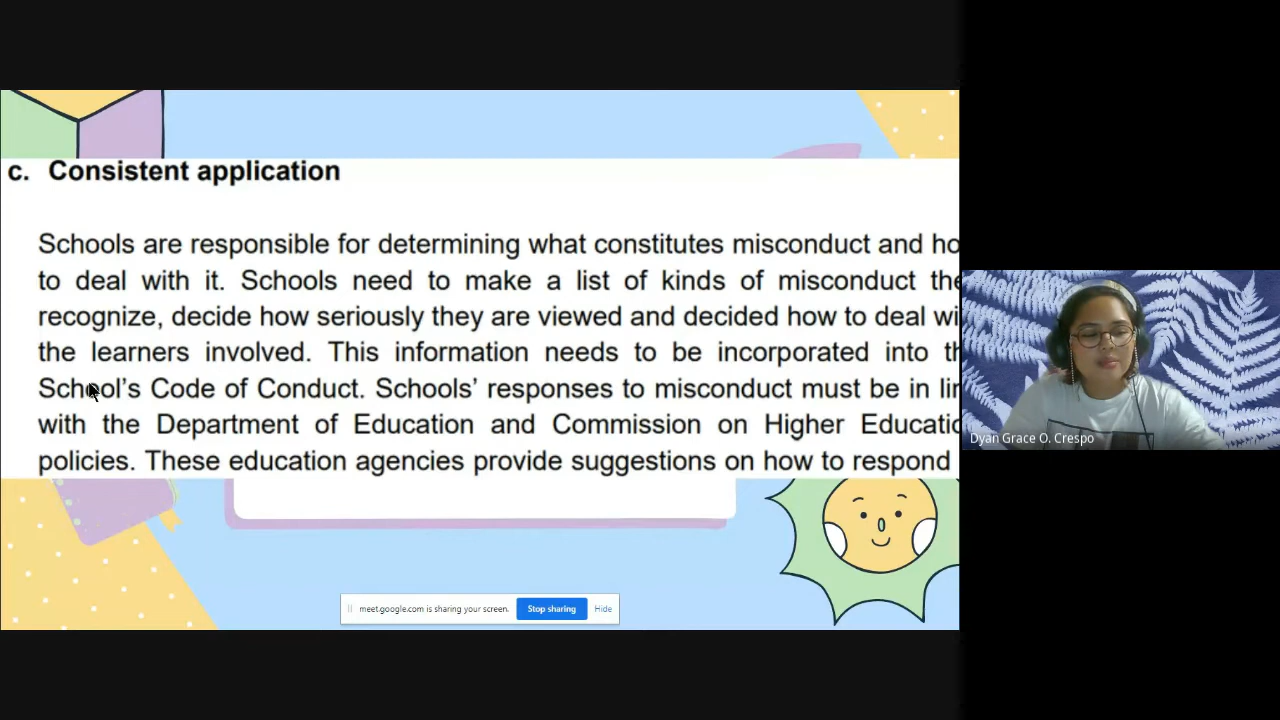 c. Consistent application
Schools are responsible for determining what constitutes misconduct and ho
to deal with it. Schools need to make a list of kinds of misconduct the
recognize, decide how seriously they are viewed and decided how to deal wi
the learners involved. This information needs to be incorporated into th
School's Code of Conduct. Schools' responses to misconduct must be in lin
with the Department of Education and Commission on Higher Educatio
policies. These education agencies provide suggestions on how to respond
Dyan Grace O. Crespo
meet.google.com is sharing your screen.
Stop sharing
Hide